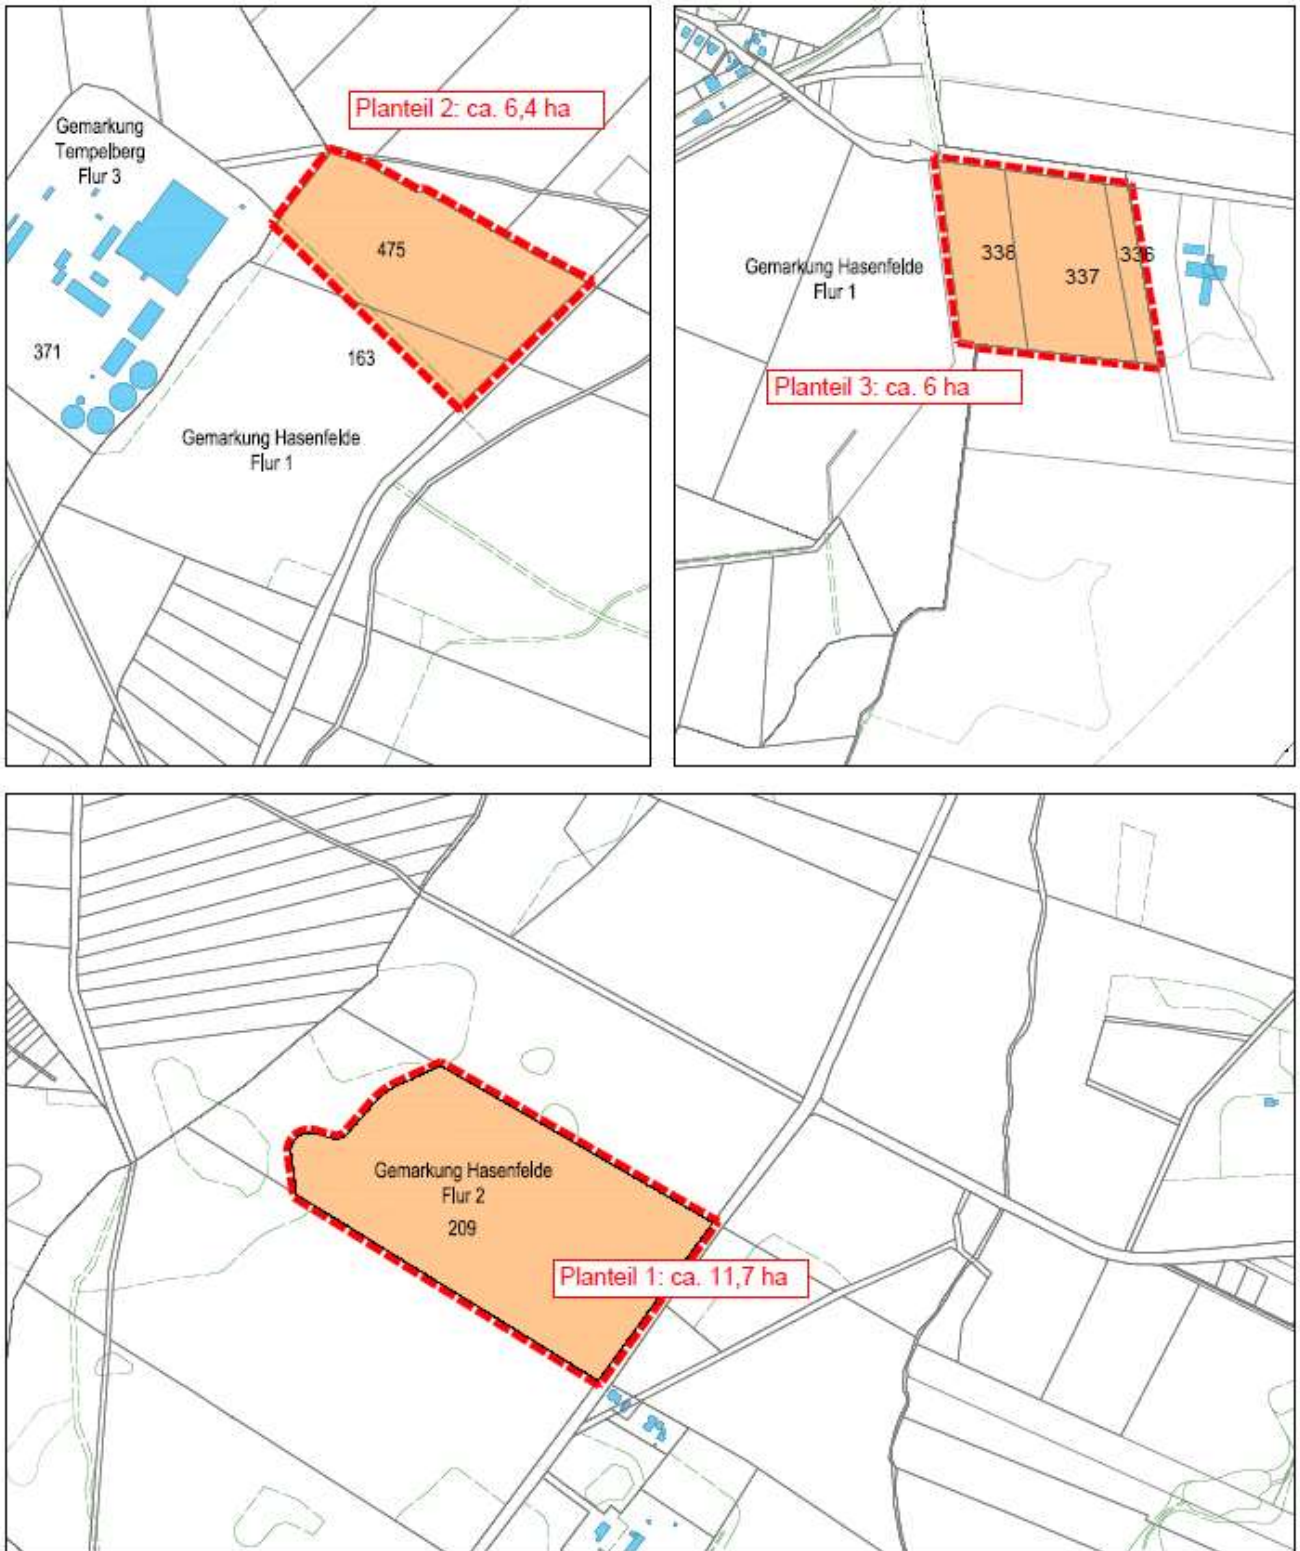 Planteil 2: ca. 6,4 ha
Gemarkung
Tempelberg
Flur 3
475
371
163
Gemarkung Hasenfelde
Flur 1
338
337
336
Gemarkung Hasenfelde
Flur 1
Planteil 3: ca. 6 ha
Gemarkung Hasenfelde
Flur 2
209
Planteil 1: ca. 11,7 ha